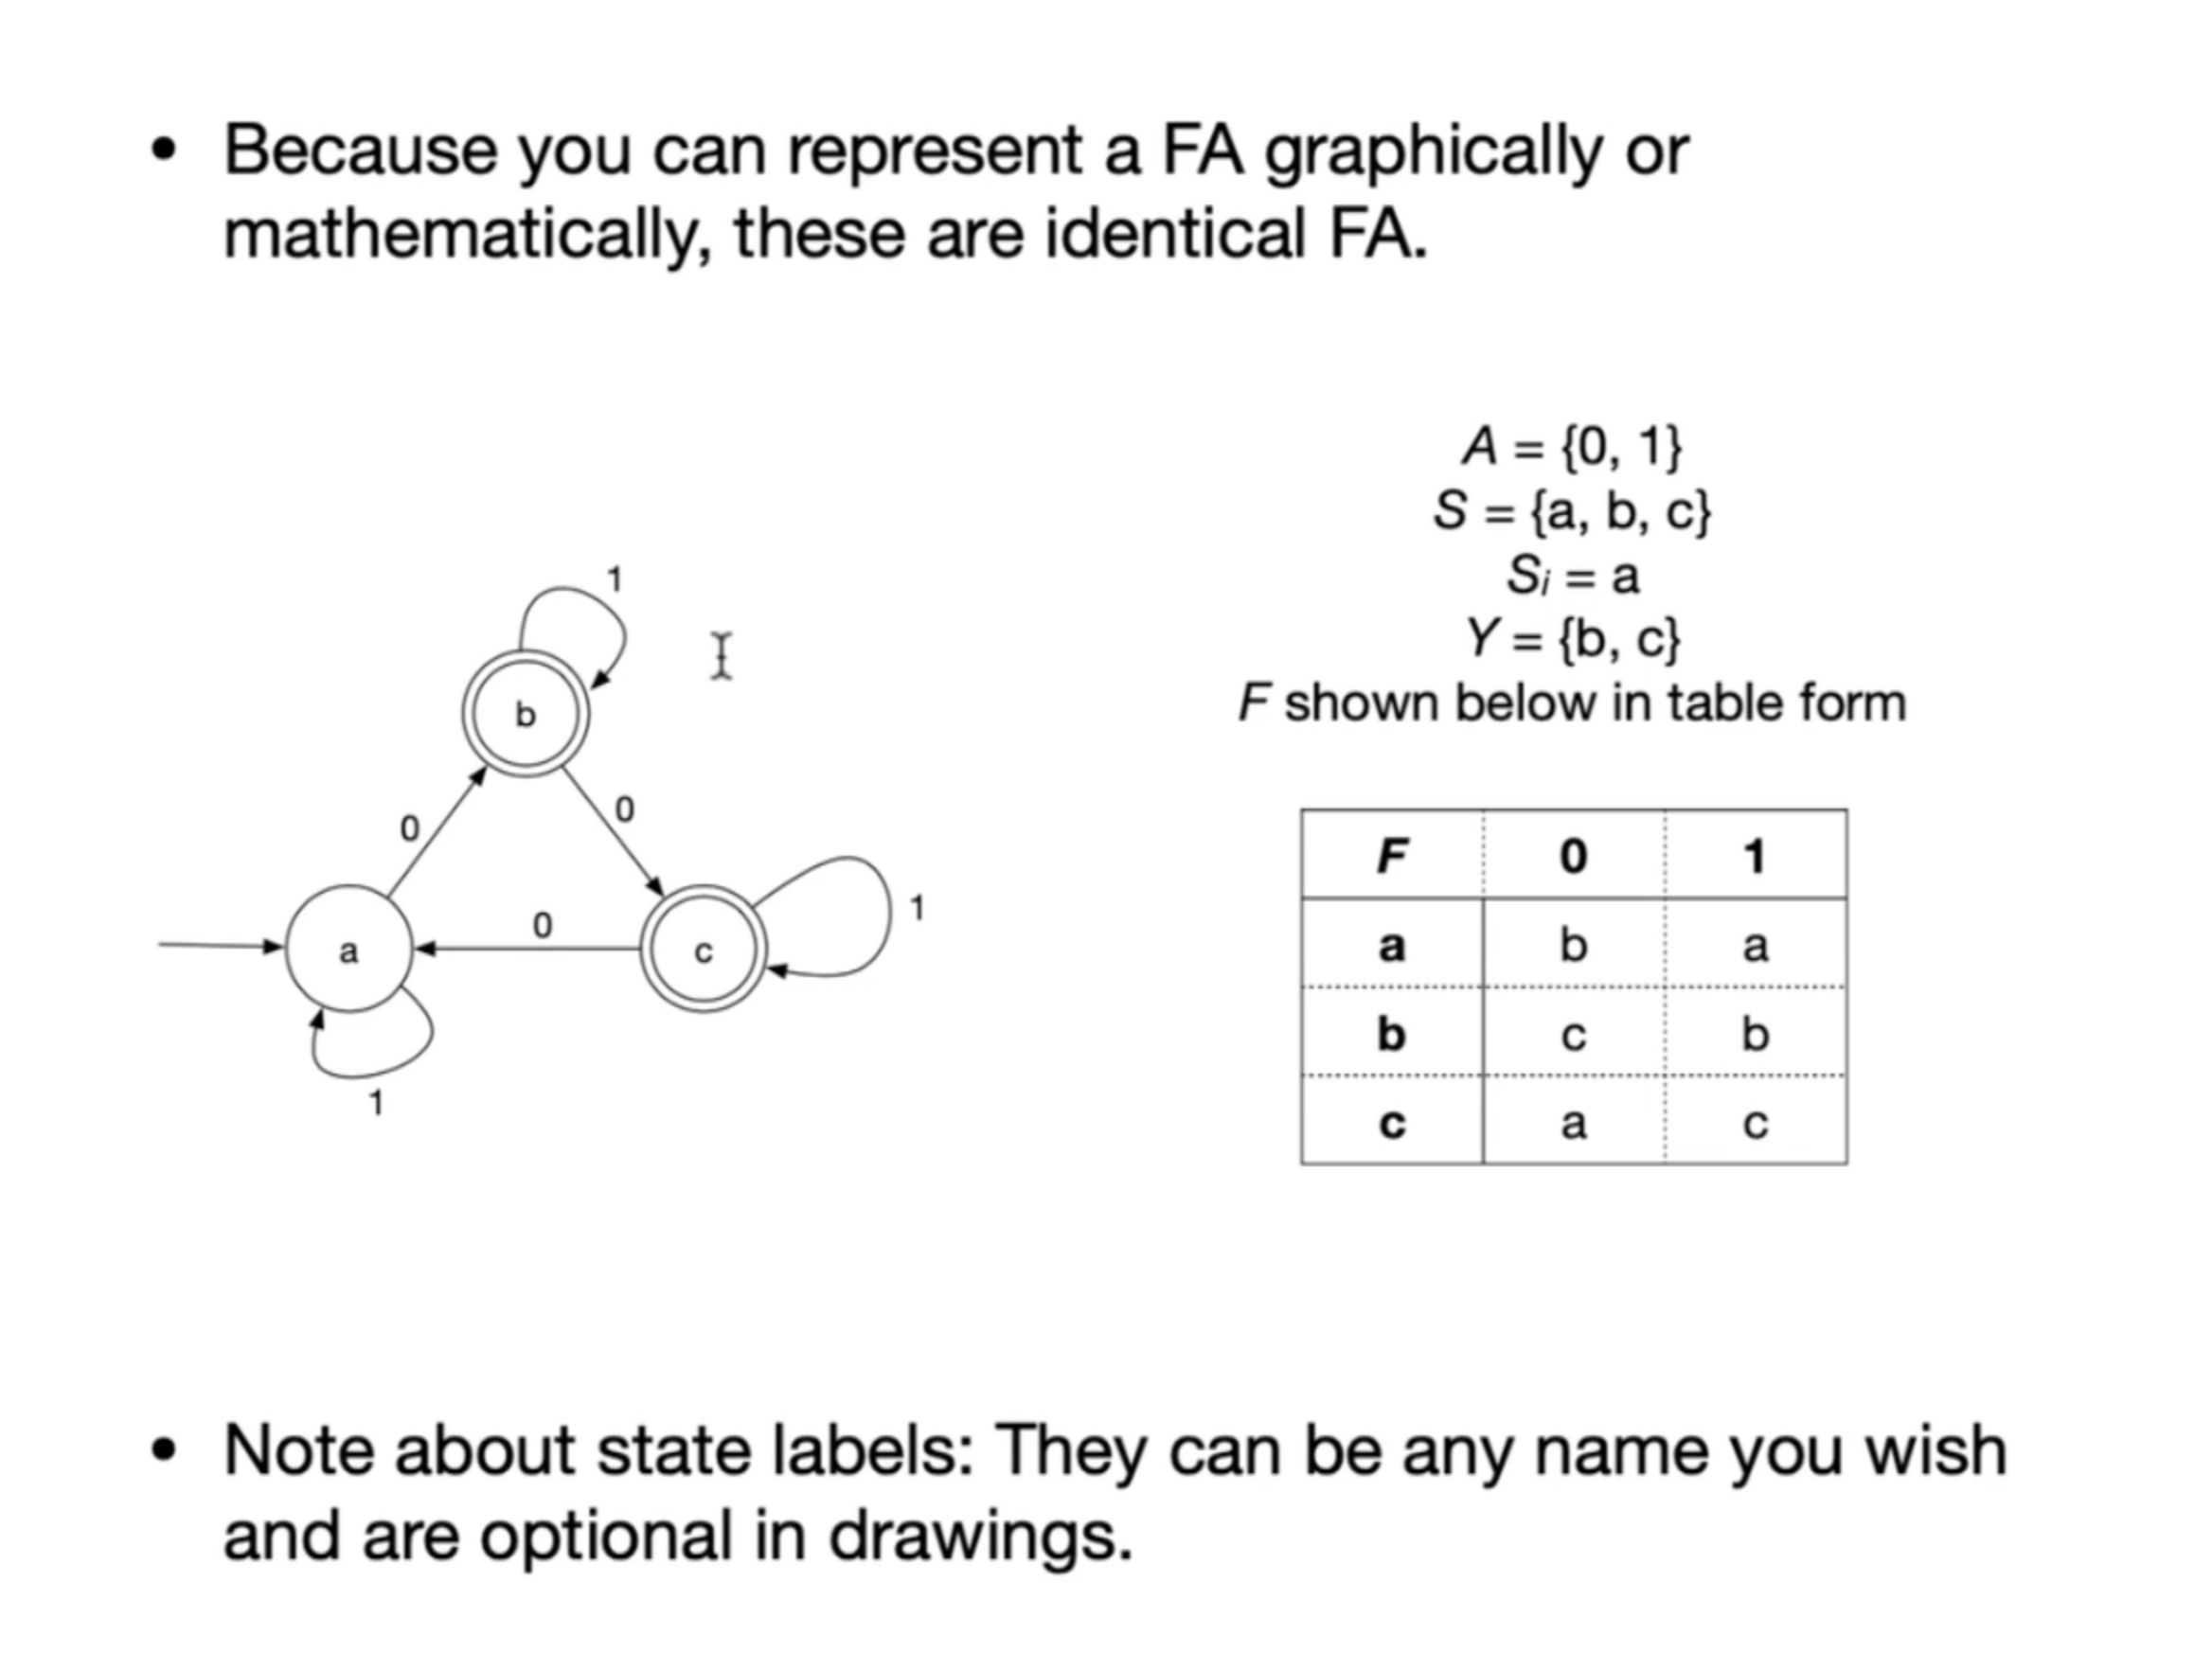 • Because you can represent a FA graphically or
mathematically, these are identical FA.
A = {0, 1}
S = {a, b, c}
Si = a
Y = {b, c}
F shown below in table form
1
b
0
0
a
0
c
1
1
F 0 1
a b a
b c b
c a c
• Note about state labels: They can be any name you wish
and are optional in drawings.